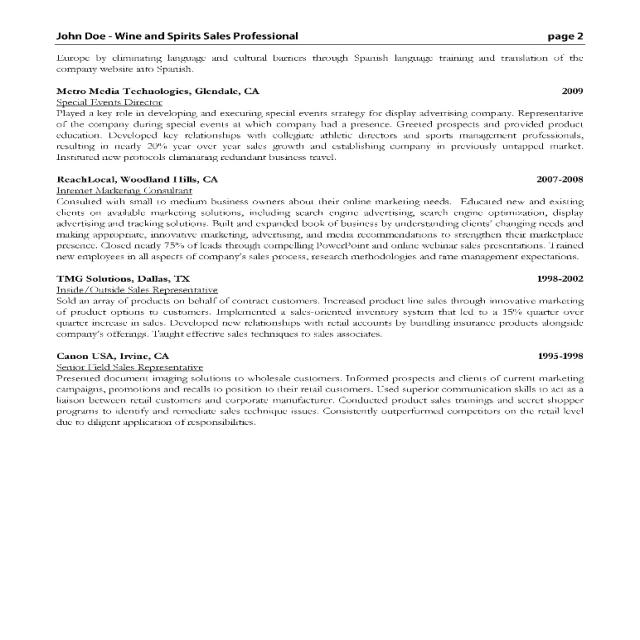 John Doe - Wine and Spirits Sales Professional page 2
Europe by eliminating language and cultural barriers through Spanish language training and translation of the
company website into Spanish.
Metro Media Technologies, Glendale, CA 2009
Special Events Director
Played a key role in developing and executing special events strategy for display advertising company. Representative
of the company during special events at which company had a presence. Greeted prospects and provided product
education. Developed key relationships with collegiate athletic directors and sports management professionals,
resulting in nearly 20% year over year sales growth and establishing company in previously untapped market.
Instituted new protocols eliminating redundant business travel.
ReachLocal, Woodland Hills, CA 2007-2008
Internet Marketing Consultant
Consulted with small to medium business owners about their online marketing needs. Educated new and existing
clients on available marketing solutions, including search engine advertising, search engine optimization, display
advertising and tracking solutions. Built and expanded book of business by understanding clients' changing needs and
making appropriate, innovative marketing, advertising, and media recommendations to strengthen their marketplace
presence. Closed nearly 75% of leads through compelling PowerPoint and online webinar sales presentations. Trained
new employees in all aspects of company's sales process, research methodologies and time management expectations.
TMG Solutions, Dallas, TX 1998-2002
Inside/Outside Sales Representative
Sold an array of products on behalf of contract customers. Increased product line sales through innovative marketing
of product options to customers. Implemented a sales-oriented inventory system that led to a 15% quarter over
quarter increase in sales. Developed new relationships with retail accounts by bundling insurance products alongside
company's offerings. Taught effective sales techniques to sales associates.
Canon USA, Irvine, CA 1995-1998
Senior Field Sales Representative
Presented document imaging solutions to wholesale customers. Informed prospects and clients of current marketing
campaigns, promotions and recalls to position to their retail customers. Used superior communication skills to act as a
liaison between retail customers and corporate manufacturer. Conducted product sales trainings and secret shopper
programs to identify and remediate sales technique issues. Consistently outperformed competitors on the retail level
due to diligent application of responsibilities.